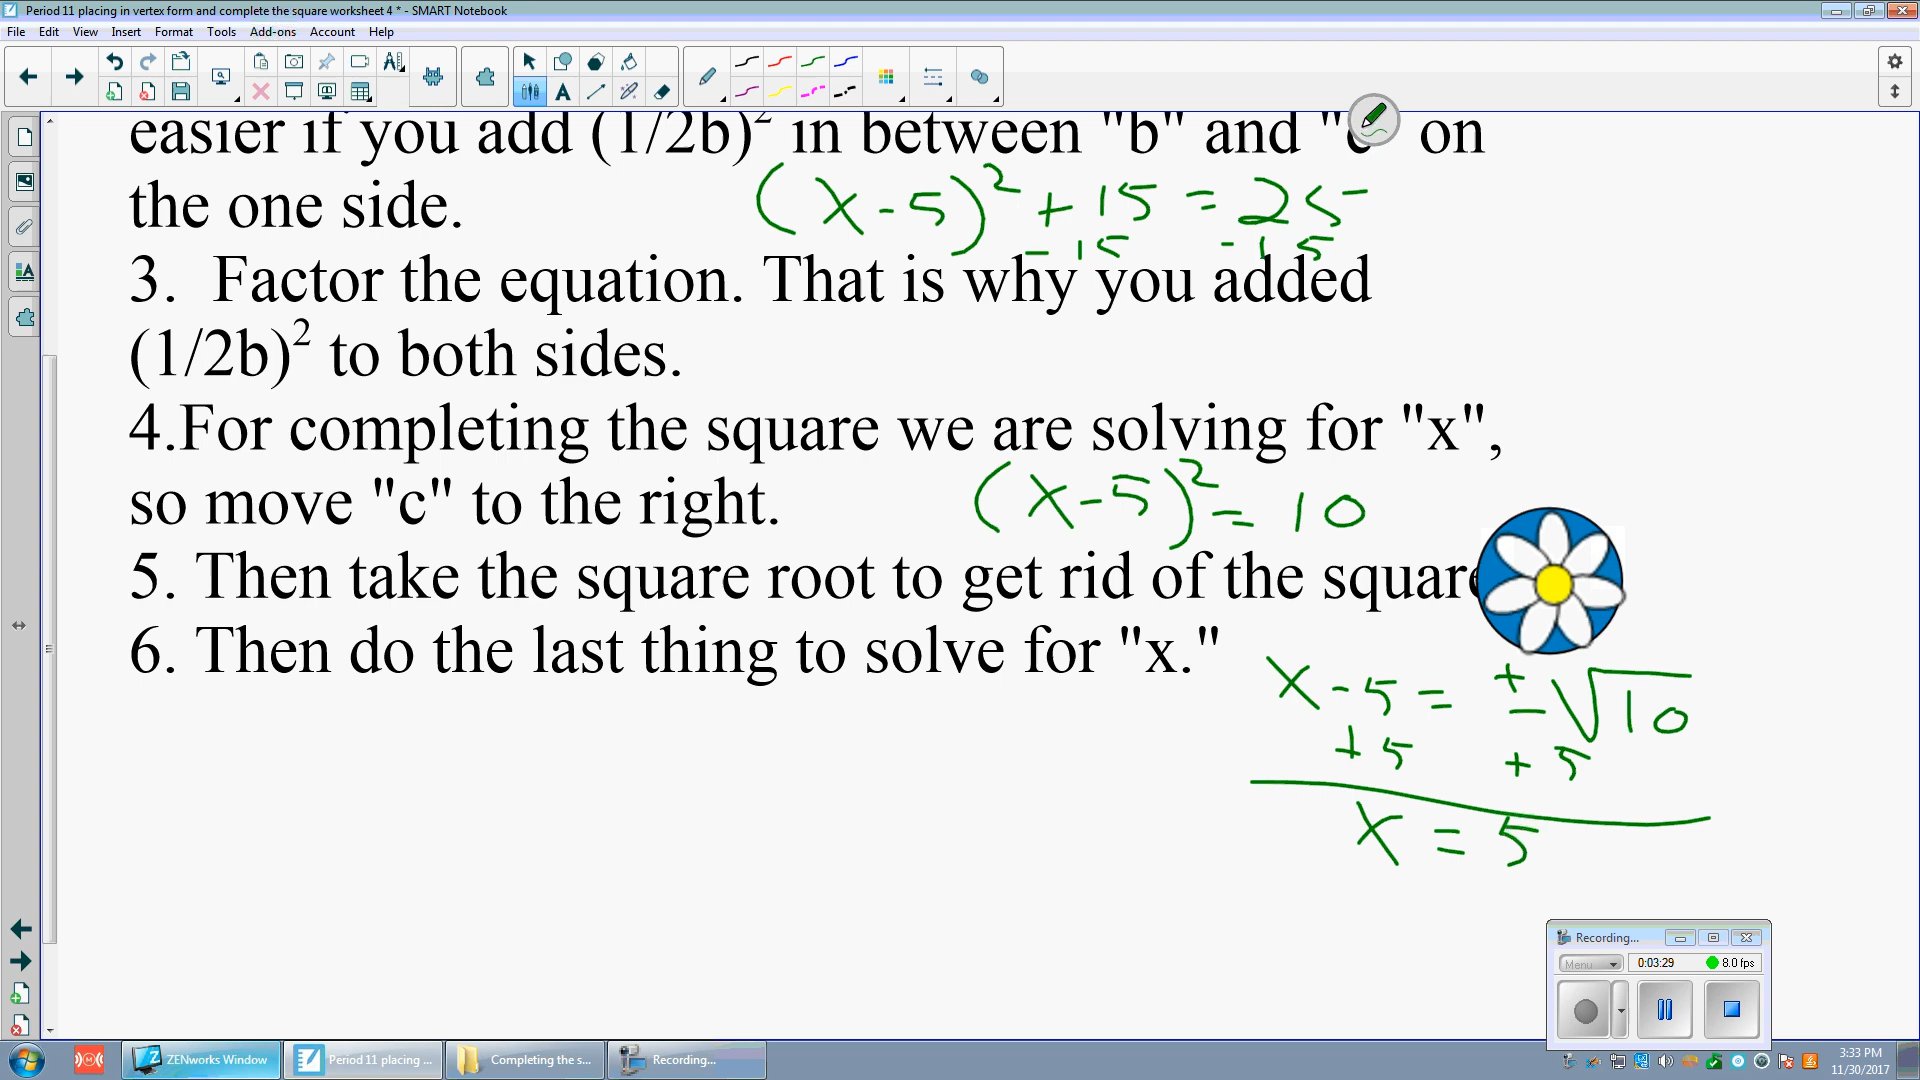 Period 11 placing in vertex form and complete the square worksheet 4 * - SMART Notebook
File Edit View Insert Format Tools Add-ons Account Help
easier if you add (1/2b)² in between "b" and "c" on
the one side.
(x - 5)² + 15 = 25
- 15 - 15
3. Factor the equation. That is why you added
(1/2b)² to both sides.
4.For completing the square we are solving for "x",
so move "c" to the right.
(x - 5)² = 10
5. Then take the square root to get rid of the square
6. Then do the last thing to solve for "x."
x - 5 = ± √10
+ 5 + 5
x = 5
Recording...
Menu 0:03:29 8.0 fps
ZENworks Window Period 11 placing ... Completing the s... Recording...
3:33 PM
11/30/2017